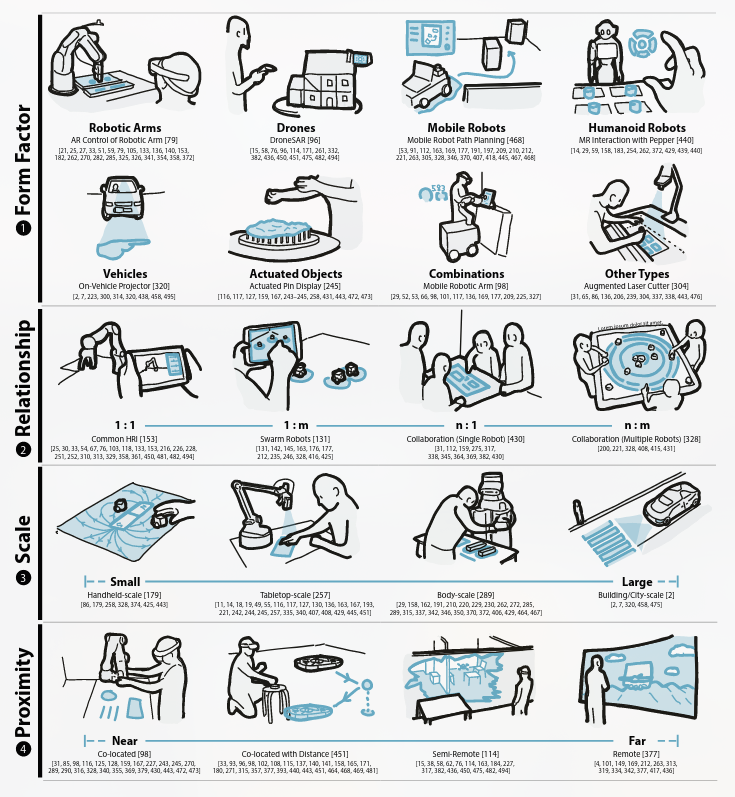 1 Form Factor
Robotic Arms
AR Control of Robotic Arm [79]
[21, 25, 27, 33, 51, 59, 79, 105, 133, 136, 140, 153,
182, 262, 270, 282, 285, 325, 326, 341, 354, 358, 372]
Drones
DroneSAR [96]
[15, 58, 76, 96, 114, 171, 261, 332,
382, 436, 450, 451, 475, 482, 494]
Mobile Robots
Mobile Robot Path Planning [468]
[53, 91, 112, 163, 169, 177, 191, 197, 209, 210, 212,
221, 263, 305, 328, 346, 370, 407, 418, 445, 467, 468]
Humanoid Robots
MR Interaction with Pepper [440]
[14, 29, 59, 158, 183, 254, 262, 372, 429, 439, 440]
Vehicles
On-Vehicle Projector [320]
[2, 7, 223, 300, 314, 320, 438, 458, 495]
Actuated Objects
Actuated Pin Display [245]
[116, 117, 127, 159, 167, 243–245, 258, 431, 443, 472, 473]
Combinations
Mobile Robotic Arm [98]
[29, 52, 53, 66, 98, 101, 117, 136, 169, 177, 209, 225, 327]
Other Types
Augmented Laser Cutter [304]
[31, 65, 86, 136, 206, 239, 304, 337, 338, 443, 476]
2 Relationship
Lorem ipsum dolor sit amet,
1 : 1
Common HRI [153]
[25, 30, 33, 54, 67, 76, 103, 118, 133, 153, 216, 226, 228,
251, 252, 310, 313, 329, 358, 361, 450, 481, 482, 494]
1 : m
Swarm Robots [131]
[131, 142, 145, 163, 176, 177,
212, 235, 246, 328, 416, 425]
n : 1
Collaboration (Single Robot) [430]
[31, 112, 159, 275, 317,
338, 345, 364, 369, 382, 430]
n : m
Collaboration (Multiple Robots) [328]
[200, 221, 328, 408, 415, 431]
3 Scale
Small
Large
Handheld-scale [179]
[86, 179, 258, 328, 374, 425, 443]
Tabletop-scale [257]
[11, 14, 18, 19, 49, 55, 116, 117, 127, 130, 136, 163, 167, 193,
221, 242, 244, 245, 257, 335, 340, 407, 408, 429, 445, 451]
Body-scale [289]
[29, 158, 162, 191, 210, 220, 229, 230, 262, 272, 285,
289, 315, 337, 342, 346, 350, 370, 372, 406, 429, 464, 467]
Building/City-scale [2]
[2, 7, 320, 458, 475]
4 Proximity
Near
Far
Co-located [98]
[31, 85, 98, 116, 125, 128, 159, 167, 227, 243, 245, 270,
289, 290, 316, 328, 340, 355, 369, 379, 430, 443, 472, 473]
Co-located with Distance [451]
[33, 93, 96, 98, 102, 108, 115, 137, 140, 141, 158, 165, 171,
180, 271, 315, 357, 377, 393, 440, 443, 451, 464, 468, 469, 481]
Semi-Remote [114]
[15, 38, 58, 62, 76, 114, 163, 184, 227,
317, 382, 436, 450, 475, 482, 494]
Remote [377]
[4, 101, 149, 169, 212, 263, 313,
319, 334, 342, 377, 417, 436]